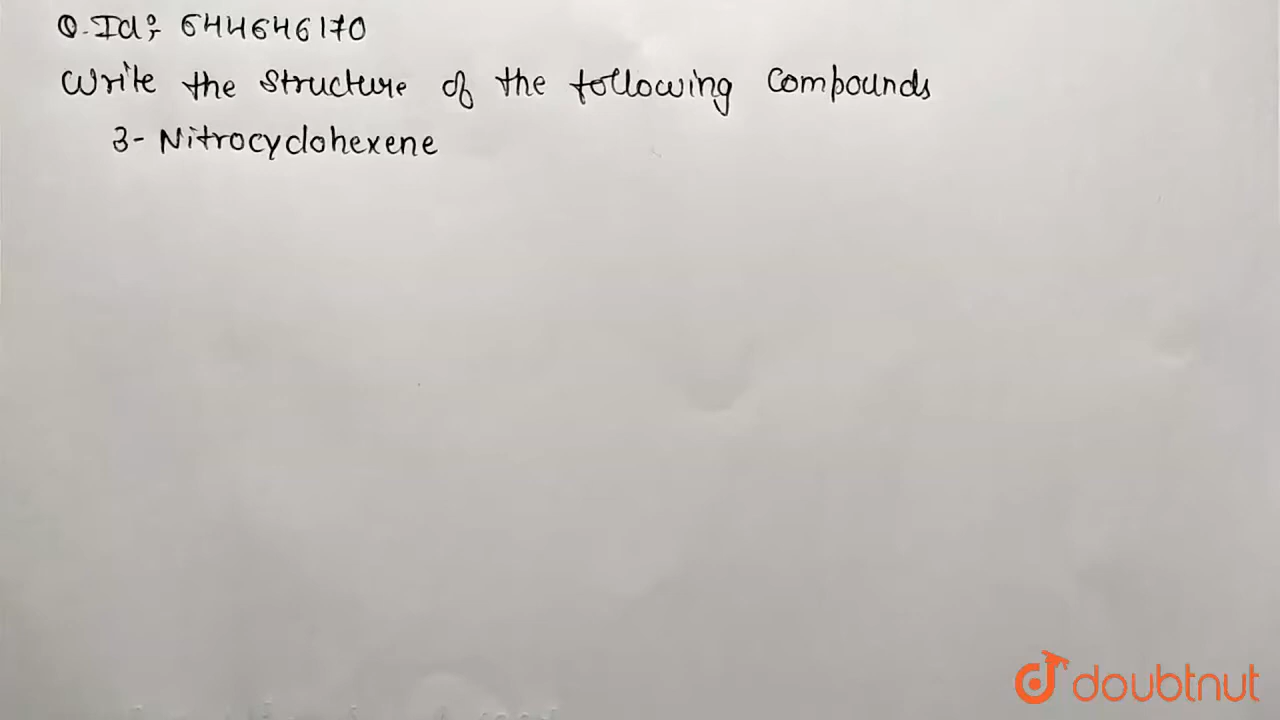 Q.Id:- 644646170
Write the structure of the following compounds
3- Nitrocyclohexene
doubtnut